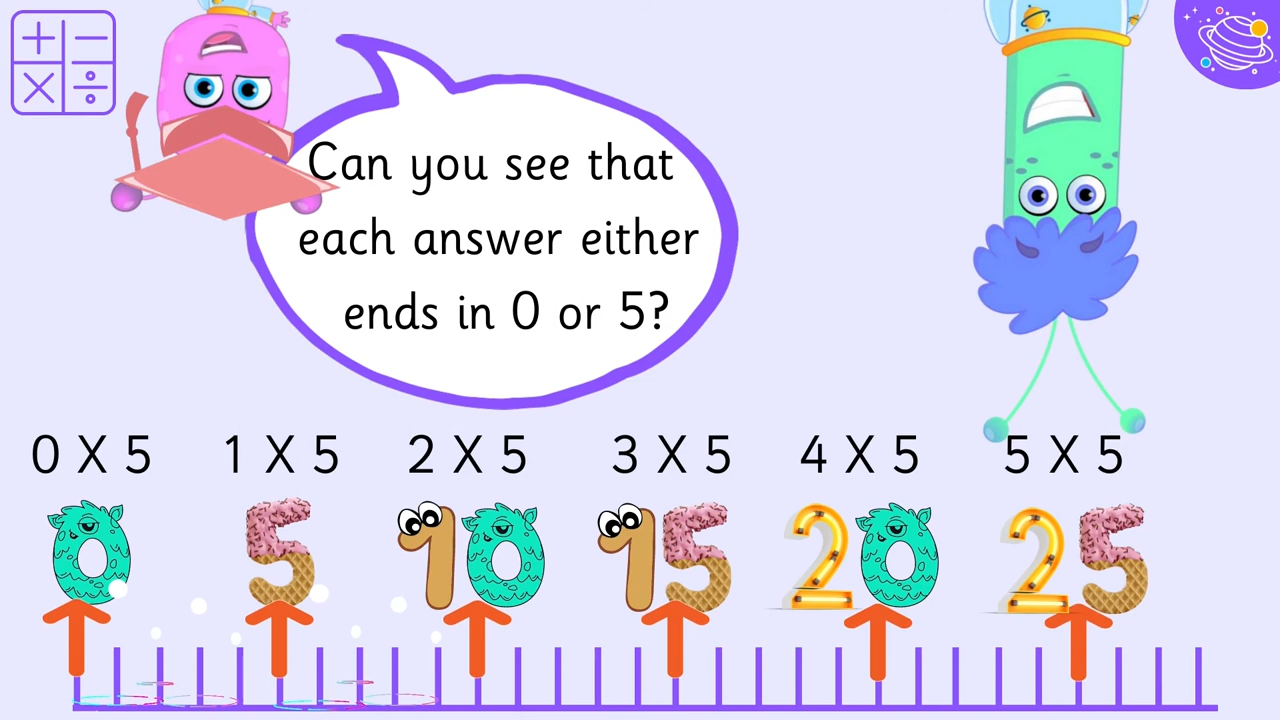 Can you see that
each answer either
ends in 0 or 5?
0 X 5 1 X 5 2 X 5 3 X 5 4 X 5 5 X 5
0 5 10 15 20 25